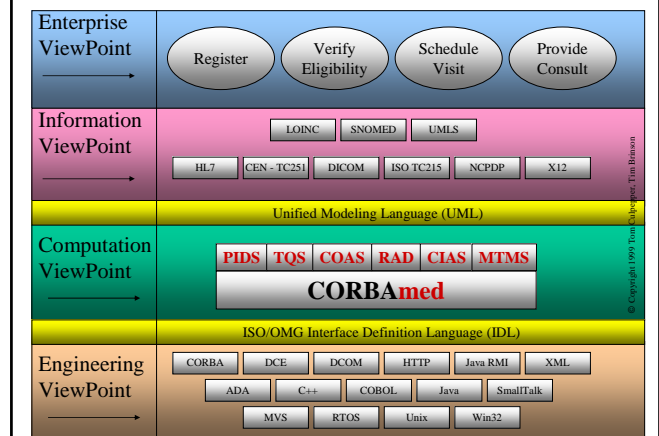 Enterprise
ViewPoint
Register
Verify
Eligibility
Schedule
Visit
Provide
Consult
Information
ViewPoint
LOINC SNOMED UMLS
HL7 CEN - TC251 DICOM ISO TC215 NCPDP X12
Unified Modeling Language (UML)
© Copyright 1999 Tom Culpepper, Tim Brinson
Computation
ViewPoint
PIDS TQS COAS RAD CIAS MTMS
CORBAmed
ISO/OMG Interface Definition Language (IDL)
Engineering
ViewPoint
CORBA DCE DCOM HTTP Java RMI XML
ADA C++ COBOL Java SmallTalk
MVS RTOS Unix Win32